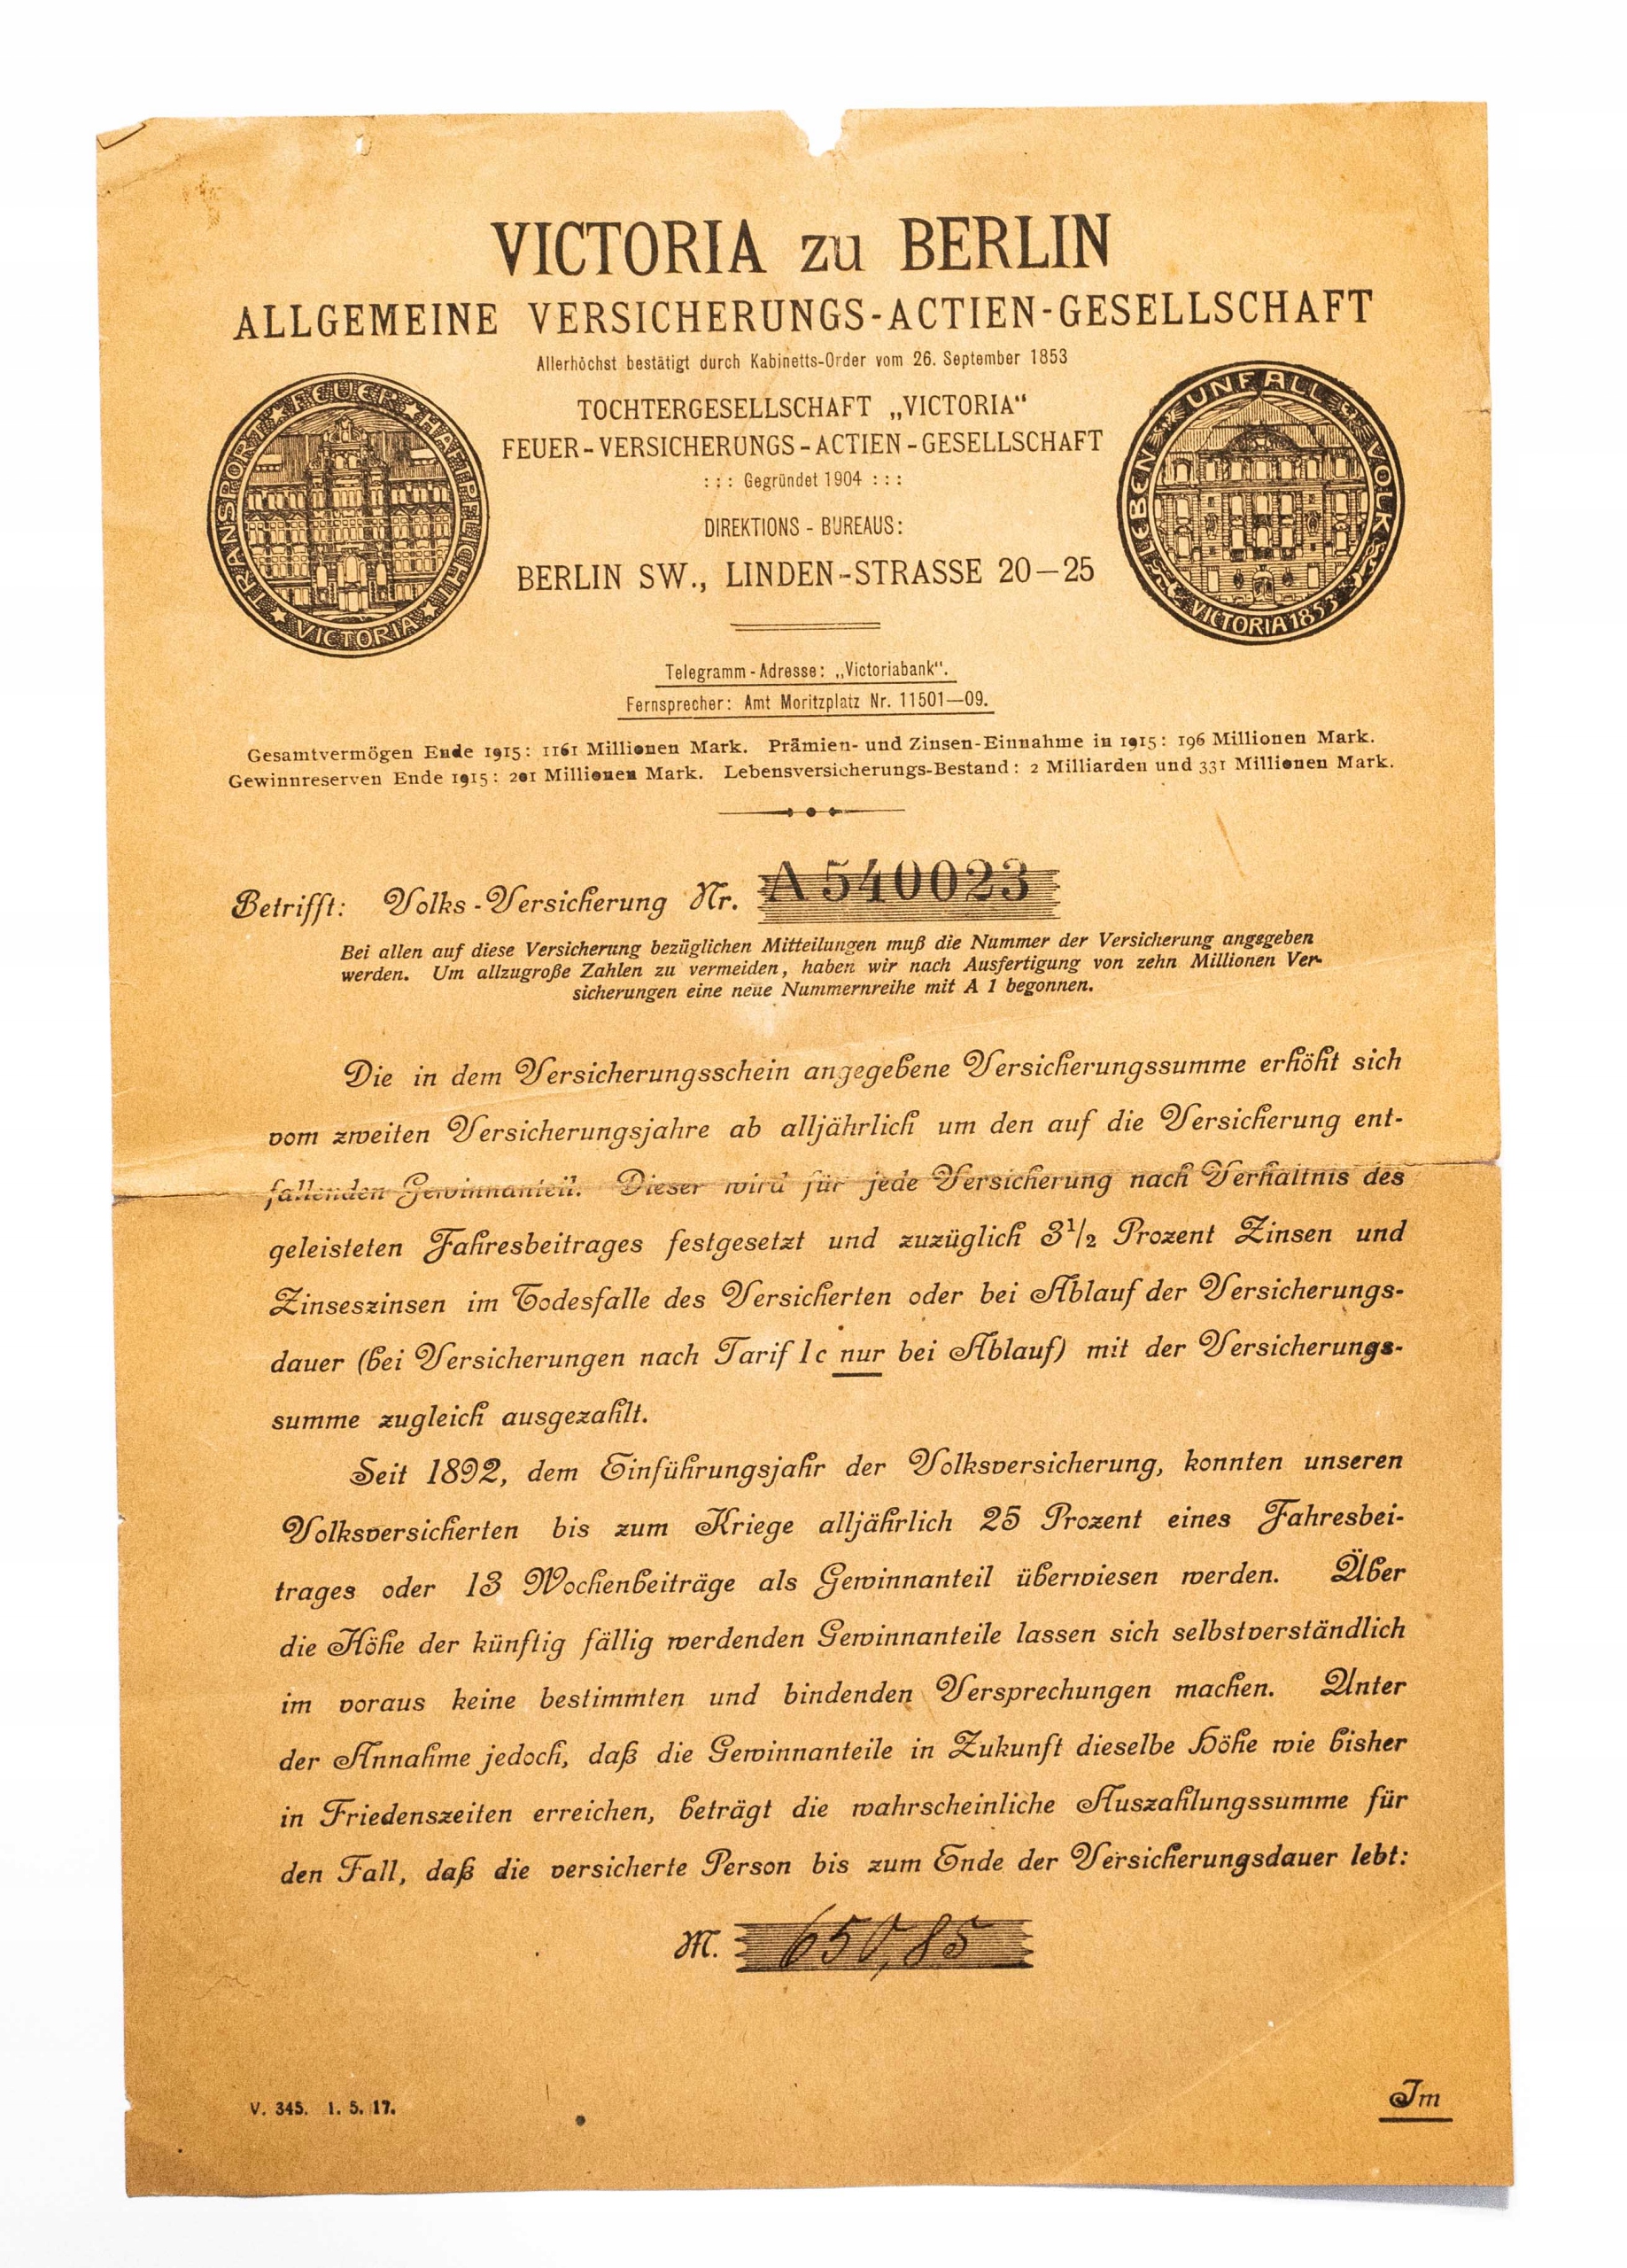 VICTORIA zu BERLIN
ALLGEMEINE VERSICHERUNGS-ACTIEN-GESELLSCHAFT
Allerhöchst bestätigt durch Kabinetts-Order vom 26. September 1853
TRANSPORT ★ FEUER ★ HAFTPFLICHT ★ VICTORIA ★
LEBEN UNFALL VOLK VICTORIA 1853
TOCHTERGESELLSCHAFT „VICTORIA“
FEUER-VERSICHERUNGS-ACTIEN-GESELLSCHAFT
::: Gegründet 1904 :::
DIREKTIONS-BUREAUS:
BERLIN SW., LINDEN-STRASSE 20—25
Telegramm-Adresse: „Victoriabank“.
Fernsprecher: Amt Moritzplatz Nr. 11501—09.
Gesamtvermögen Ende 1915: 1161 Millionen Mark. Prämien- und Zinsen-Einnahme in 1915: 196 Millionen Mark.
Gewinnreserven Ende 1915: 201 Millionen Mark. Lebensversicherungs-Bestand: 2 Milliarden und 331 Millionen Mark.
Betrifft: Volks-Versicherung Nr. A 540023
Bei allen auf diese Versicherung bezüglichen Mitteilungen muß die Nummer der Versicherung angegeben
werden. Um allzugroße Zahlen zu vermeiden, haben wir nach Ausfertigung von zehn Millionen Ver-
sicherungen eine neue Nummernreihe mit A 1 begonnen.
Die in dem Versicherungsschein angegebene Versicherungssumme erhöht sich
vom zweiten Versicherungsjahre ab alljährlich um den auf die Versicherung ent-
fallenden Gewinnanteil. Dieser wird für jede Versicherung nach Verhältnis des
geleisteten Jahresbeitrages festgesetzt und zuzüglich 3½ Prozent Zinsen und
Zinseszinsen im Todesfalle des Versicherten oder bei Ablauf der Versicherungs-
dauer (bei Versicherungen nach Tarif 1c nur bei Ablauf) mit der Versicherungs-
summe zugleich ausgezahlt.
Seit 1892, dem Einführungsjahr der Volksversicherung, konnten unseren
Volksversicherten bis zum Kriege alljährlich 25 Prozent eines Jahresbei-
trages oder 13 Wochenbeiträge als Gewinnanteil überwiesen werden. Über
die Höhe der künftig fällig werdenden Gewinnanteile lassen sich selbstverständlich
im voraus keine bestimmten und bindenden Versprechungen machen. Unter
der Annahme jedoch, daß die Gewinnanteile in Zukunft dieselbe Höhe wie bisher
in Friedenszeiten erreichen, beträgt die wahrscheinliche Auszahlungssumme für
den Fall, daß die versicherte Person bis zum Ende der Versicherungsdauer lebt:
M. 650,85
V. 345. 1. 5. 17.
Im